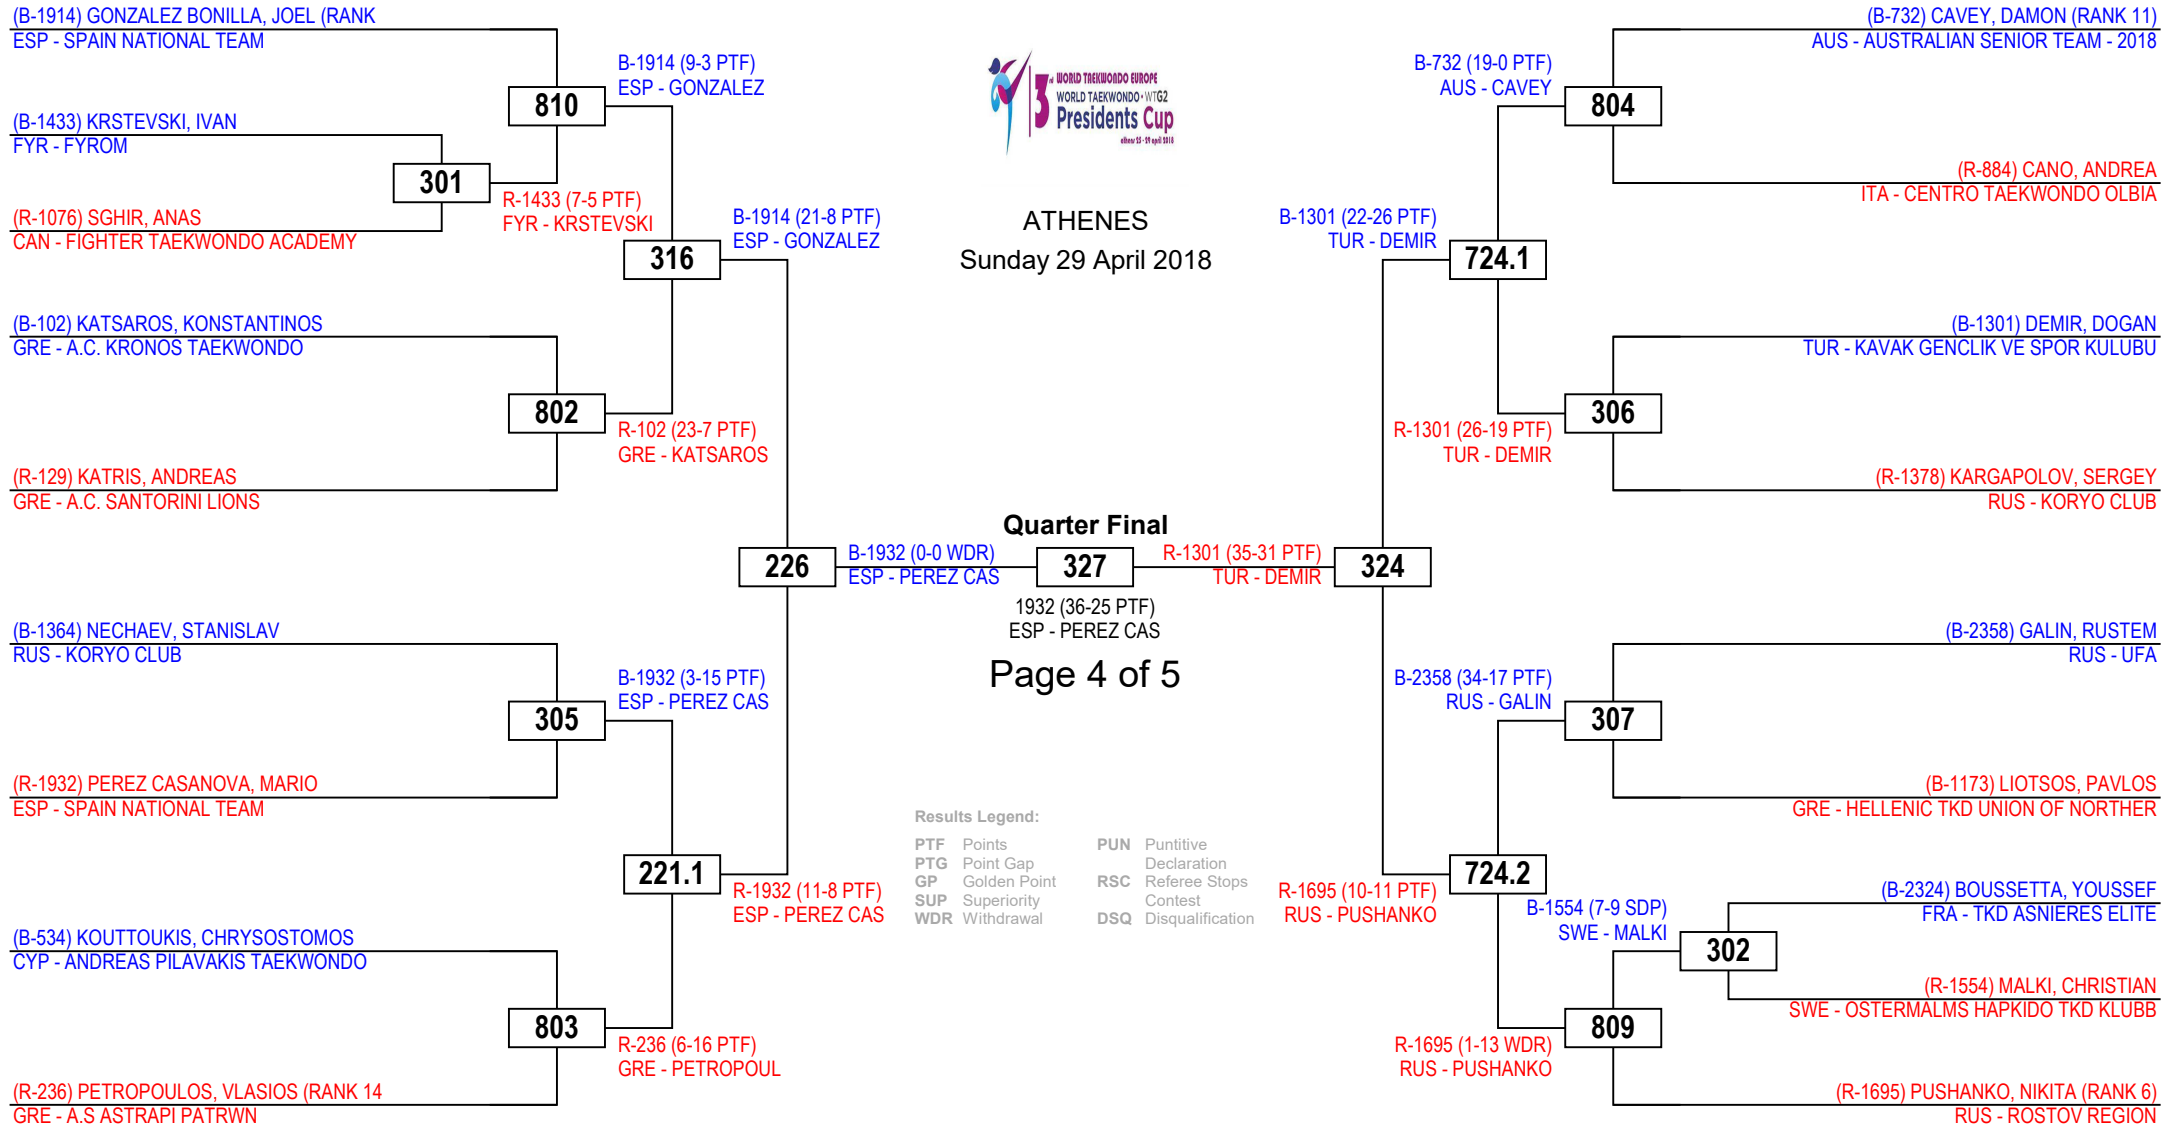 (B-1914) GONZALEZ BONILLA, JOEL (RANK
ESP - SPAIN NATIONAL TEAM
(B-1433) KRSTEVSKI, IVAN
FYR - FYROM
(R-1076) SGHIR, ANAS
CAN - FIGHTER TAEKWONDO ACADEMY
(B-102) KATSAROS, KONSTANTINOS
GRE - A.C. KRONOS TAEKWONDO
(R-129) KATRIS, ANDREAS
GRE - A.C. SANTORINI LIONS
(B-1364) NECHAEV, STANISLAV
RUS - KORYO CLUB
(R-1932) PEREZ CASANOVA, MARIO
ESP - SPAIN NATIONAL TEAM
(B-534) KOUTTOUKIS, CHRYSOSTOMOS
CYP - ANDREAS PILAVAKIS TAEKWONDO
(R-236) PETROPOULOS, VLASIOS (RANK 14
GRE - A.S ASTRAPI PATRWN
301
R-1433 (7-5 PTF)
FYR - KRSTEVSKI
810
B-1914 (9-3 PTF)
ESP - GONZALEZ
802
R-102 (23-7 PTF)
GRE - KATSAROS
305
B-1932 (3-15 PTF)
ESP - PEREZ CAS
803
R-236 (6-16 PTF)
GRE - PETROPOUL
316
B-1914 (21-8 PTF)
ESP - GONZALEZ
221.1
R-1932 (11-8 PTF)
ESP - PEREZ CAS
226
B-1932 (0-0 WDR)
ESP - PEREZ CAS
3rd WORLD TAEKWONDO EUROPE
WORLD TAEKWONDO • WTG2
Presidents Cup
athens 25 - 29 april 2018
ATHENES
Sunday 29 April 2018
Quarter Final
327
1932 (36-25 PTF)
ESP - PEREZ CAS
Page 4 of 5
Results Legend:
PTF Points
PTG Point Gap
GP Golden Point
SUP Superiority
WDR Withdrawal
PUN Puntitive
Declaration
RSC Referee Stops
Contest
DSQ Disqualification
R-1301 (35-31 PTF)
TUR - DEMIR
324
B-1301 (22-26 PTF)
TUR - DEMIR
724.1
R-1695 (10-11 PTF)
RUS - PUSHANKO
724.2
B-732 (19-0 PTF)
AUS - CAVEY
804
R-1301 (26-19 PTF)
TUR - DEMIR
306
B-2358 (34-17 PTF)
RUS - GALIN
307
R-1695 (1-13 WDR)
RUS - PUSHANKO
809
B-1554 (7-9 SDP)
SWE - MALKI
302
(B-732) CAVEY, DAMON (RANK 11)
AUS - AUSTRALIAN SENIOR TEAM - 2018
(R-884) CANO, ANDREA
ITA - CENTRO TAEKWONDO OLBIA
(B-1301) DEMIR, DOGAN
TUR - KAVAK GENCLIK VE SPOR KULUBU
(R-1378) KARGAPOLOV, SERGEY
RUS - KORYO CLUB
(B-2358) GALIN, RUSTEM
RUS - UFA
(B-1173) LIOTSOS, PAVLOS
GRE - HELLENIC TKD UNION OF NORTHER
(B-2324) BOUSSETTA, YOUSSEF
FRA - TKD ASNIERES ELITE
(R-1554) MALKI, CHRISTIAN
SWE - OSTERMALMS HAPKIDO TKD KLUBB
(R-1695) PUSHANKO, NIKITA (RANK 6)
RUS - ROSTOV REGION